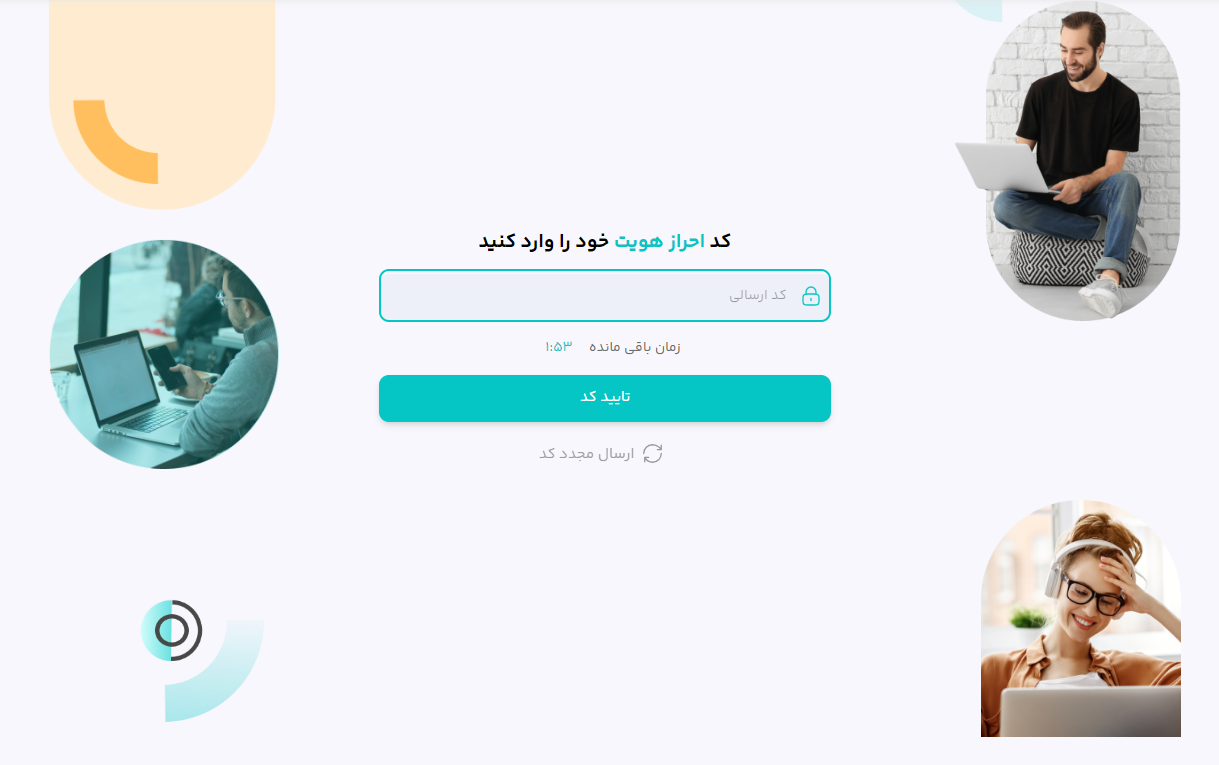 کد احراز هویت خود را وارد کنید
کد ارسالی
زمان باقی مانده ۱:۵۳
تایید کد
ارسال مجدد کد